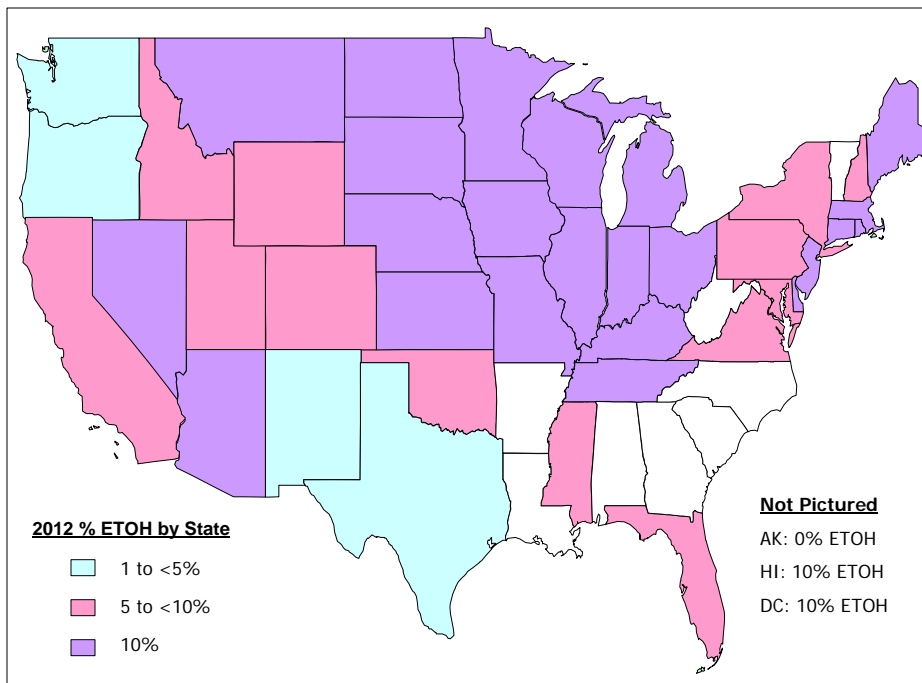 2012 % ETOH by State
1 to <5%
5 to <10%
10%
Not Pictured
AK: 0% ETOH
HI: 10% ETOH
DC: 10% ETOH